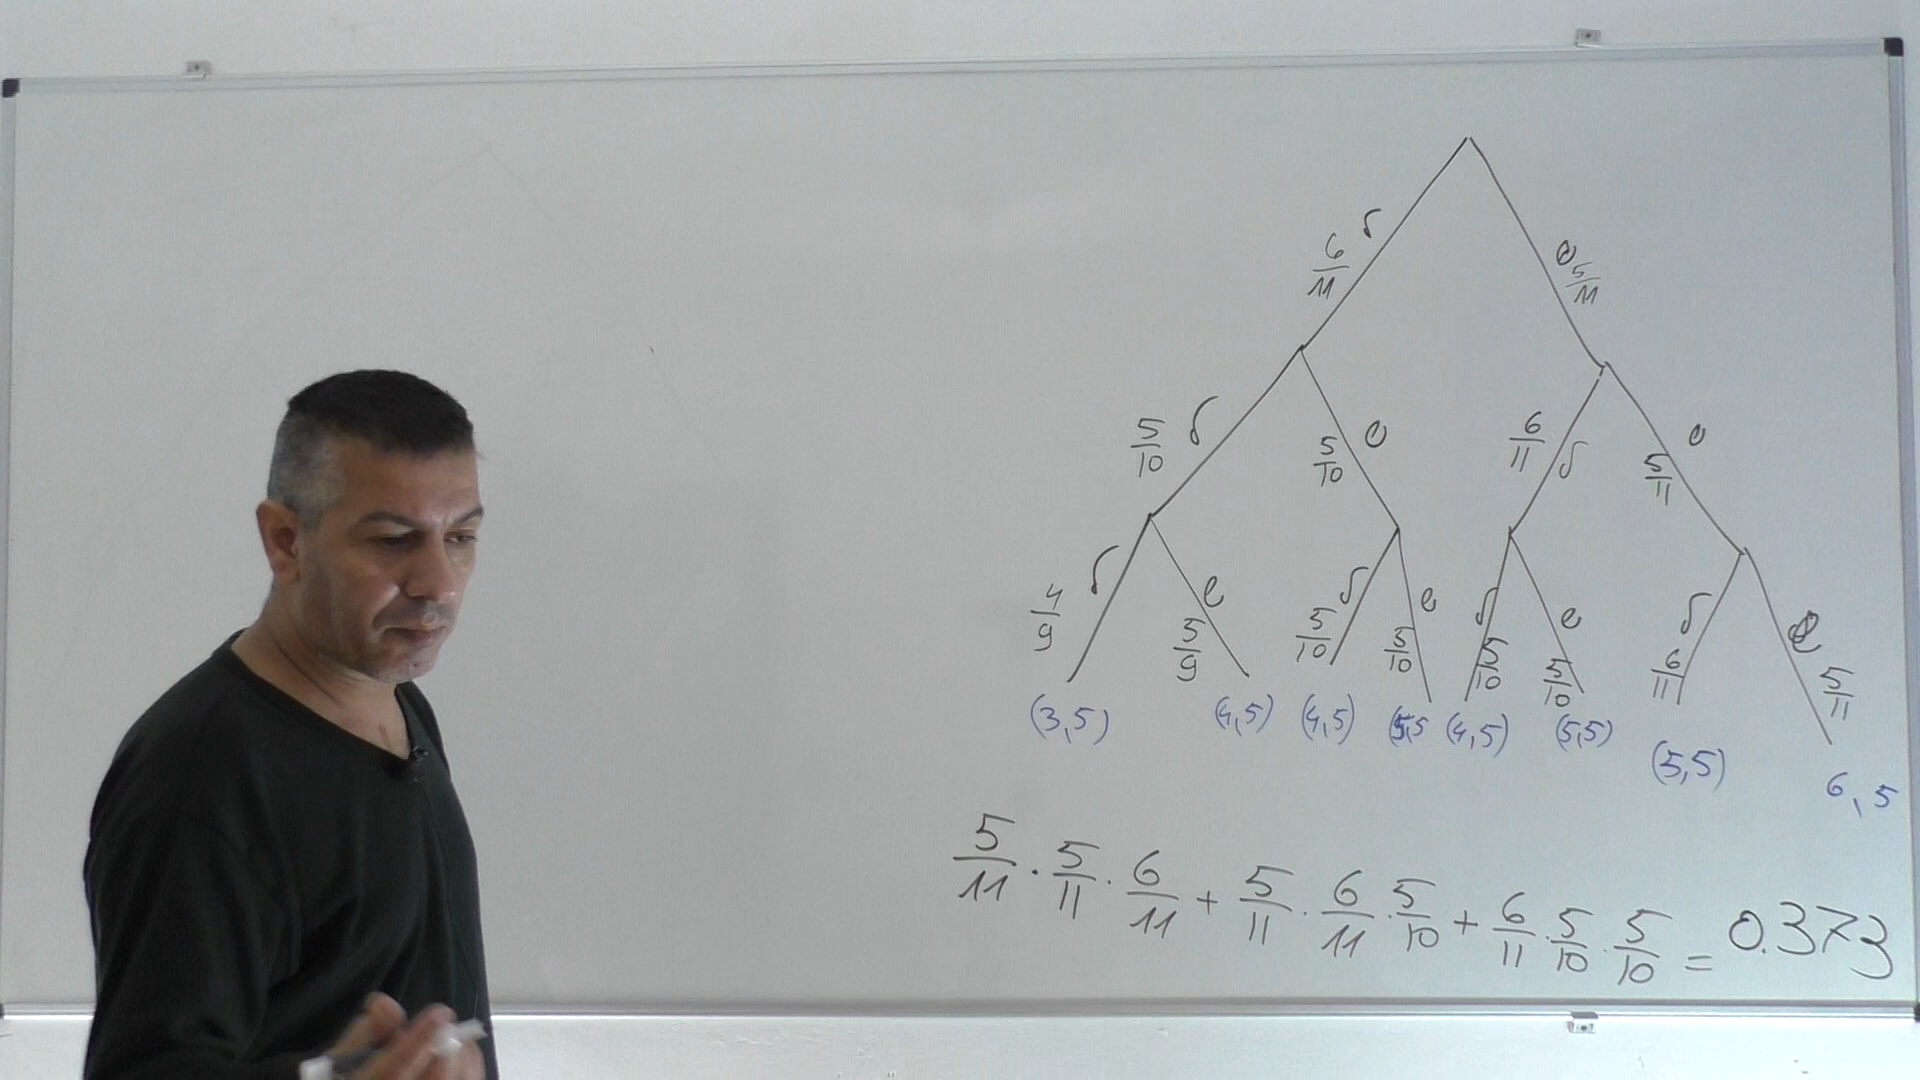 ſ
6/11
e 5/11
5/10 ſ
5/10 e
6/11 ſ
e 5/11
4/9 ſ
e 5/9
ſ 5/10
e 5/10
ſ 5/10
e 5/10
ſ 6/11
e 5/11
(3,5) (4,5) (4,5) (5,5 (4,5) (5,5) (5,5) 6,5
5/11 · 5/11 · 6/11 + 5/11 · 6/11 · 5/10 + 6/11 · 5/10 · 5/10 = 0.373